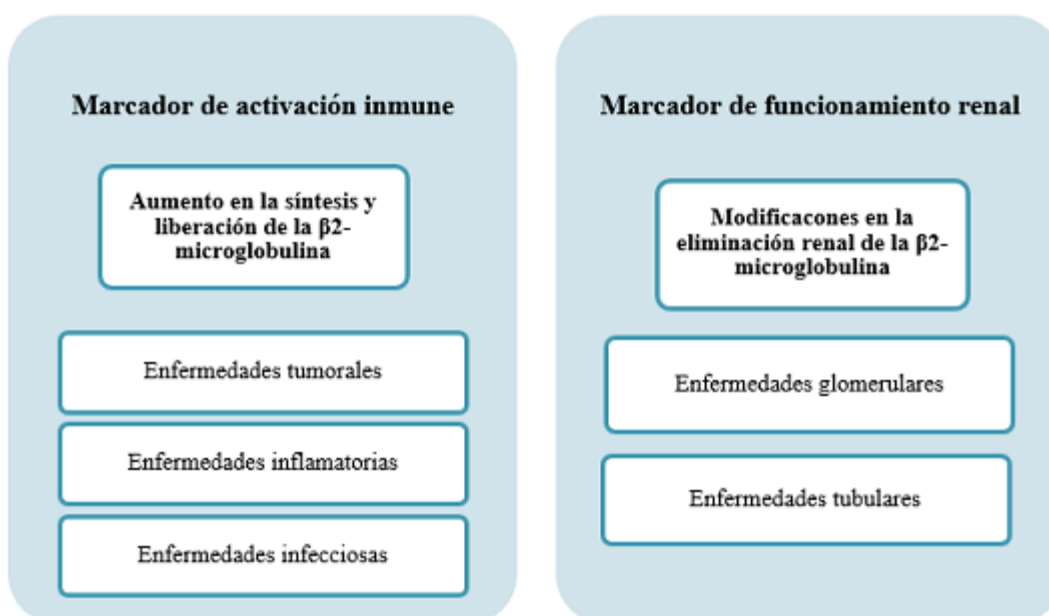 Marcador de activación inmune
Aumento en la síntesis y
liberación de la β2-
microglobulina
Enfermedades tumorales
Enfermedades inflamatorias
Enfermedades infecciosas
Marcador de funcionamiento renal
Modificacones en la
eliminación renal de la β2-
microglobulina
Enfermedades glomerulares
Enfermedades tubulares